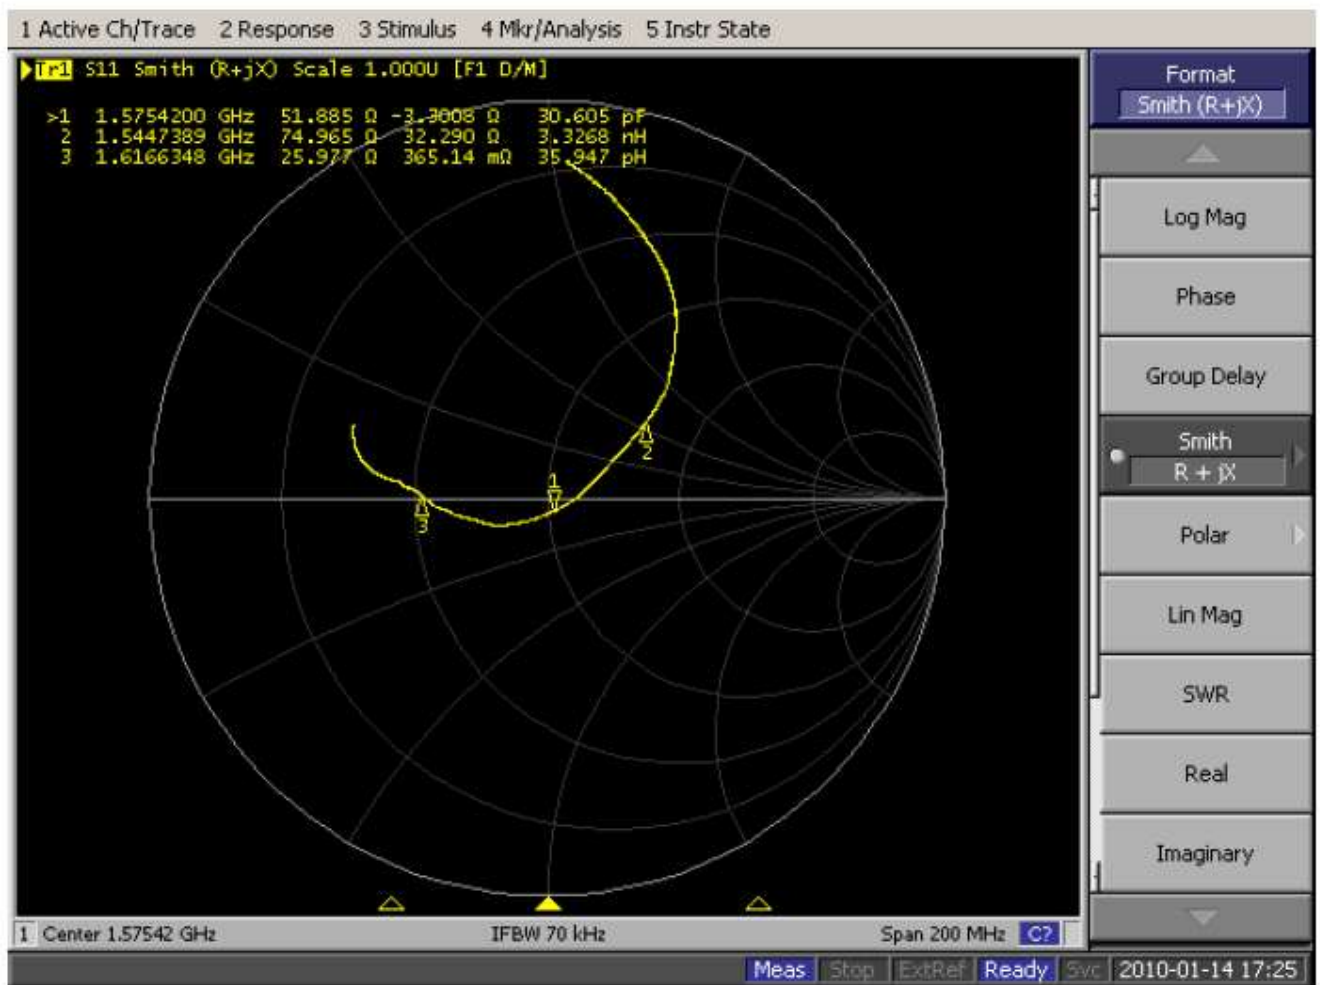 1 Active Ch/Trace 2 Response 3 Stimulus 4 Mkr/Analysis 5 Instr State
Tr1 S11 Smith (R+jX) Scale 1.000U [F1 D/M]
>1 1.5754200 GHz 51.885 Ω -3.3008 Ω 30.605 pF
2 1.5447389 GHz 74.965 Ω 32.290 Ω 3.3268 nH
3 1.6166348 GHz 25.977 Ω 365.14 mΩ 35.947 pH
2
1
3
1 Center 1.57542 GHz IFBW 70 kHz Span 200 MHz C?
Format
Smith (R+jX)
Log Mag
Phase
Group Delay
Smith
R + jX
Polar
Lin Mag
SWR
Real
Imaginary
Meas Stop ExtRef Ready Svc 2010-01-14 17:25